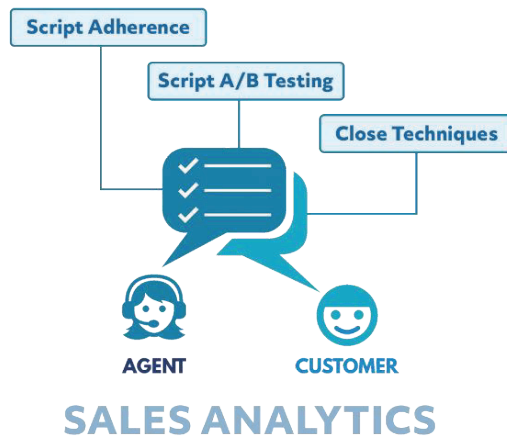 Script Adherence
Script A/B Testing
Close Techniques
AGENT
CUSTOMER
SALES ANALYTICS